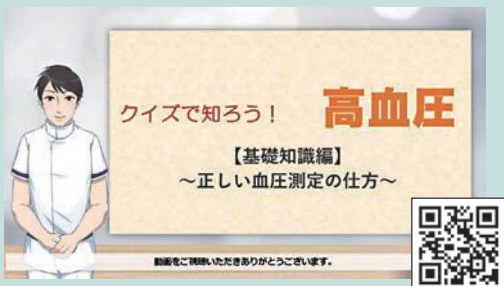 クイズで知ろう！
高血圧
【基礎知識編】
～正しい血圧測定の仕方～
動画をご視聴いただきありがとうございます。